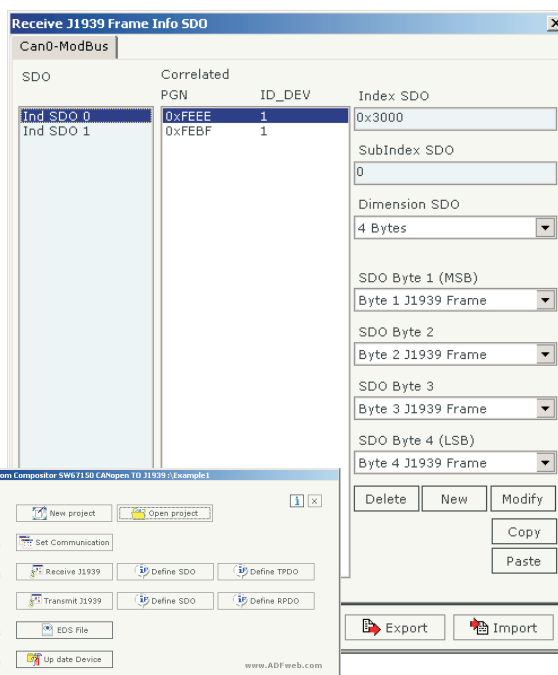 Receive J1939 Frame Info SDO
Can0-ModBus
SDO
Correlated
PGN ID_DEV
Ind SDO 0
Ind SDO 1
0xFEEE 1
0xFEBF 1
Index SDO
0x3000
SubIndex SDO
0
Dimension SDO
4 Bytes
SDO Byte 1 (MSB)
Byte 1 J1939 Frame
SDO Byte 2
Byte 2 J1939 Frame
SDO Byte 3
Byte 3 J1939 Frame
SDO Byte 4 (LSB)
Byte 4 J1939 Frame
Delete New Modify
Copy
Paste
Export Import
om Compositor SW67150 CANopen TO J1939 :\Example1
New project Open project
Set Communication
Receive J1939 Define SDO Define TPDO
Transmit J1939 Define SDO Define RPDO
EDS File
Up date Device
www.ADFweb.com